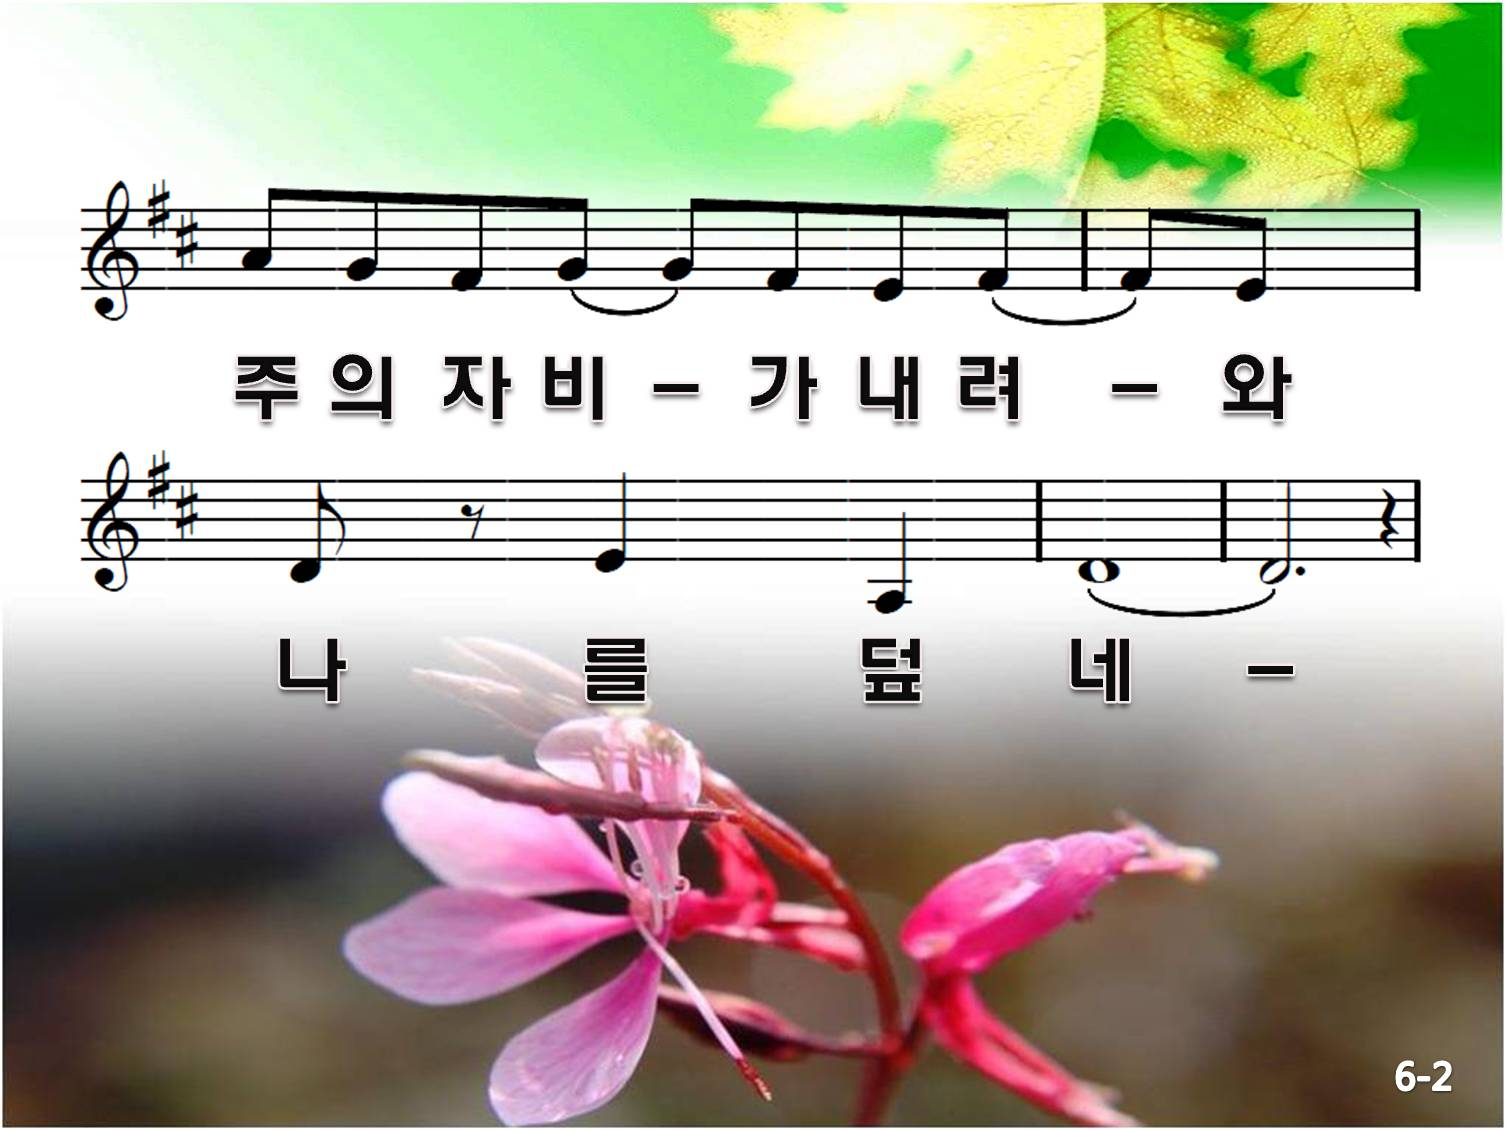 주 의 자 비 – 가 내 려 – 와
나 를 덮 네 –
6-2